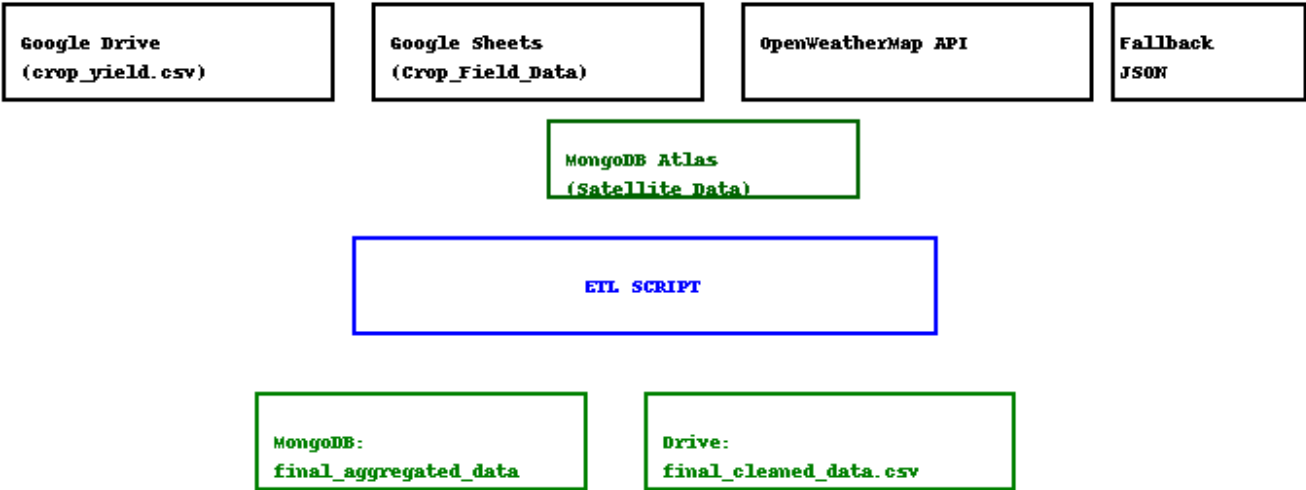 Google Drive
(crop_yield.csv)
Google Sheets
(Crop_Field_Data)
OpenWeatherMap API
Fallback
JSON
MongoDB Atlas
(Satellite Data)
ETL SCRIPT
MongoDB:
final_aggregated_data
Drive:
final_cleaned_data.csv